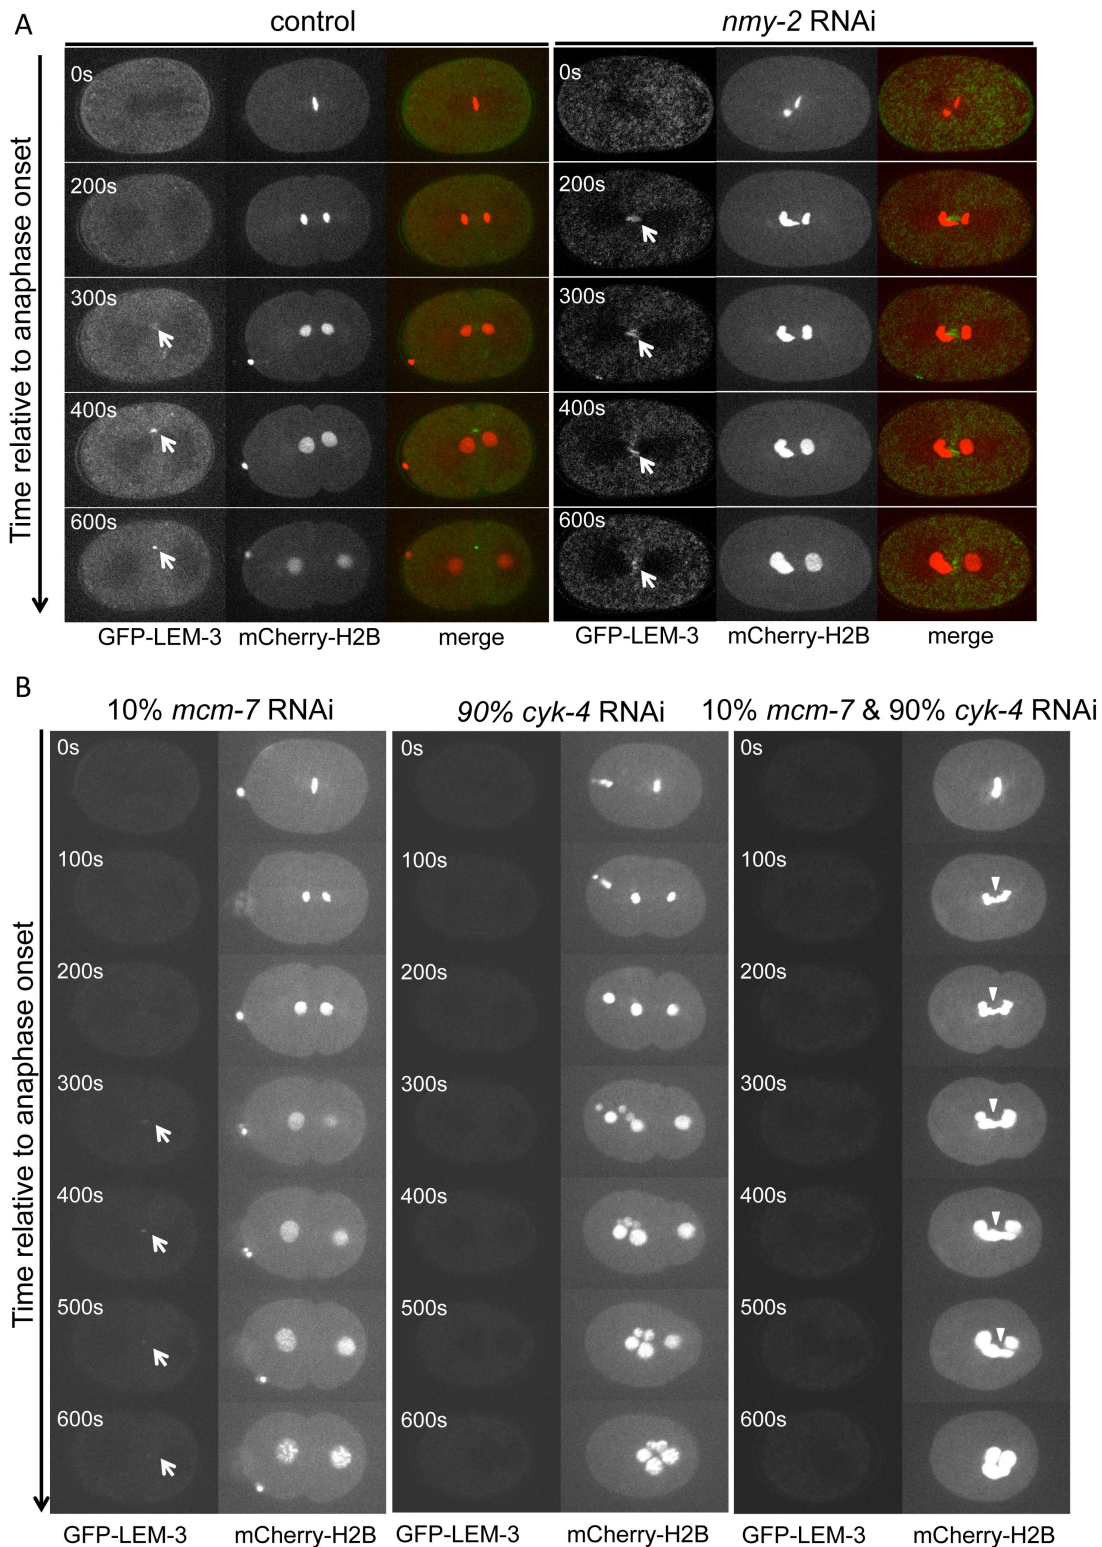 A
control
nmy-2 RNAi
Time relative to anaphase onset
0s
0s
200s
200s
300s
300s
400s
400s
600s
600s
GFP-LEM-3 mCherry-H2B merge
GFP-LEM-3 mCherry-H2B merge
B
10% mcm-7 RNAi
90% cyk-4 RNAi
10% mcm-7 & 90% cyk-4 RNAi
Time relative to anaphase onset
0s
0s
0s
100s
100s
100s
200s
200s
200s
300s
300s
300s
400s
400s
400s
500s
500s
500s
600s
600s
600s
GFP-LEM-3 mCherry-H2B
GFP-LEM-3 mCherry-H2B
GFP-LEM-3 mCherry-H2B